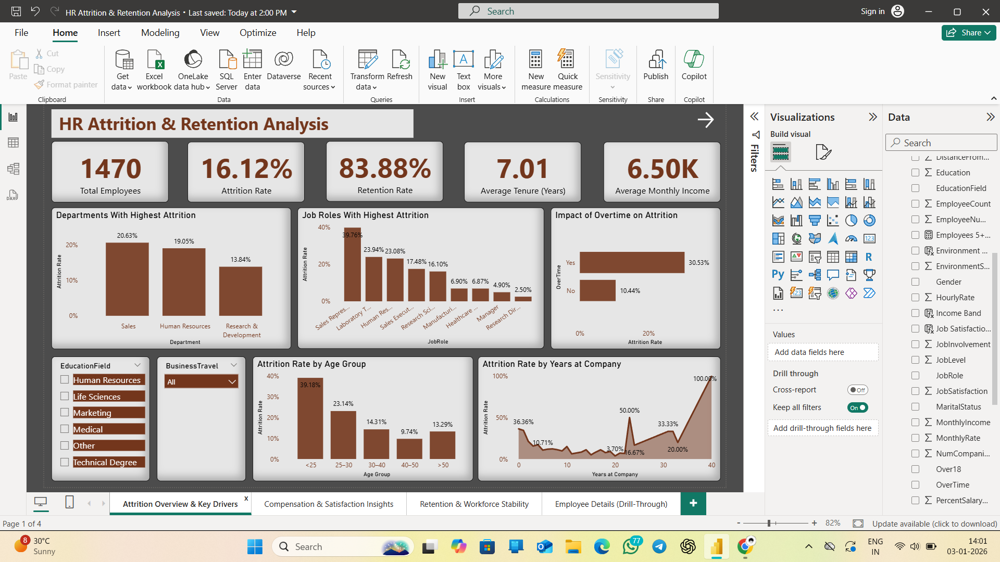 HR Attrition & Retention Analysis • Last saved: Today at 2:00 PM
Search
Sign in
File
Home
Insert
Modeling
View
Optimize
Help
Share
Paste
Cut
Copy
Format painter
Clipboard
Get data
Excel workbook
OneLake data hub
SQL Server
Enter data
Dataverse
Recent sources
Data
Transform data
Refresh
Queries
New visual
Text box
More visuals
Insert
New measure
Quick measure
Calculations
Sensitivity
Sensitivity
Publish
Share
Copilot
Copilot
HR Attrition & Retention Analysis
1470
Total Employees
16.12%
Attrition Rate
83.88%
Retention Rate
7.01
Average Tenure (Years)
6.50K
Average Monthly Income
Departments With Highest Attrition
Attrition Rate
20%
10%
0%
20.63%
19.05%
13.84%
Sales
Human Resources
Research & Development
Department
Job Roles With Highest Attrition
Attrition Rate
40%
20%
0%
39.76%
23.94%
23.08%
17.48%
16.10%
6.90%
6.87%
4.90%
2.50%
Sales Repres...
Laboratory T...
Human Res...
Sales Execut...
Research Sci...
Manufacturi...
Healthcare ...
Manager
Research Dir...
JobRole
Impact of Overtime on Attrition
OverTime
Yes
30.53%
No
10.44%
0%
20%
Attrition Rate
EducationField
Human Resources
Life Sciences
Marketing
Medical
Other
Technical Degree
BusinessTravel
All
Attrition Rate by Age Group
Attrition Rate
40%
30%
20%
10%
0%
39.18%
23.14%
14.31%
9.74%
13.29%
<25
25–30
30–40
40–50
>50
Age Group
Attrition Rate by Years at Company
Attrition Rate
100%
50%
0%
36.36%
10.71%
3.70%
50.00%
16.67%
33.33%
20.00%
100.00%
0
10
20
30
40
Years at Company
Filters
Visualizations
Build visual
123
R
Py
123
...
Values
Add data fields here
Drill through
Cross-report
Off
Keep all filters
On
Add drill-through fields here
Data
Search
DistanceFrom...
Education
EducationField
EmployeeCount
EmployeeNu...
Employees 5+...
Environment ...
EnvironmentS...
Gender
HourlyRate
Income Band
Job Satisfactio...
JobInvolvement
JobLevel
JobRole
JobSatisfaction
MaritalStatus
MonthlyIncome
MonthlyRate
NumCompani...
Over18
OverTime
PercentSalary...
DAX
Attrition Overview & Key Drivers
x
Compensation & Satisfaction Insights
Retention & Workforce Stability
Employee Details (Drill-Through)
+
Page 1 of 4
- + 82%
Update available (click to download)
8
30°C
Sunny
Search
77
ENG
IN
14:01
03-01-2026